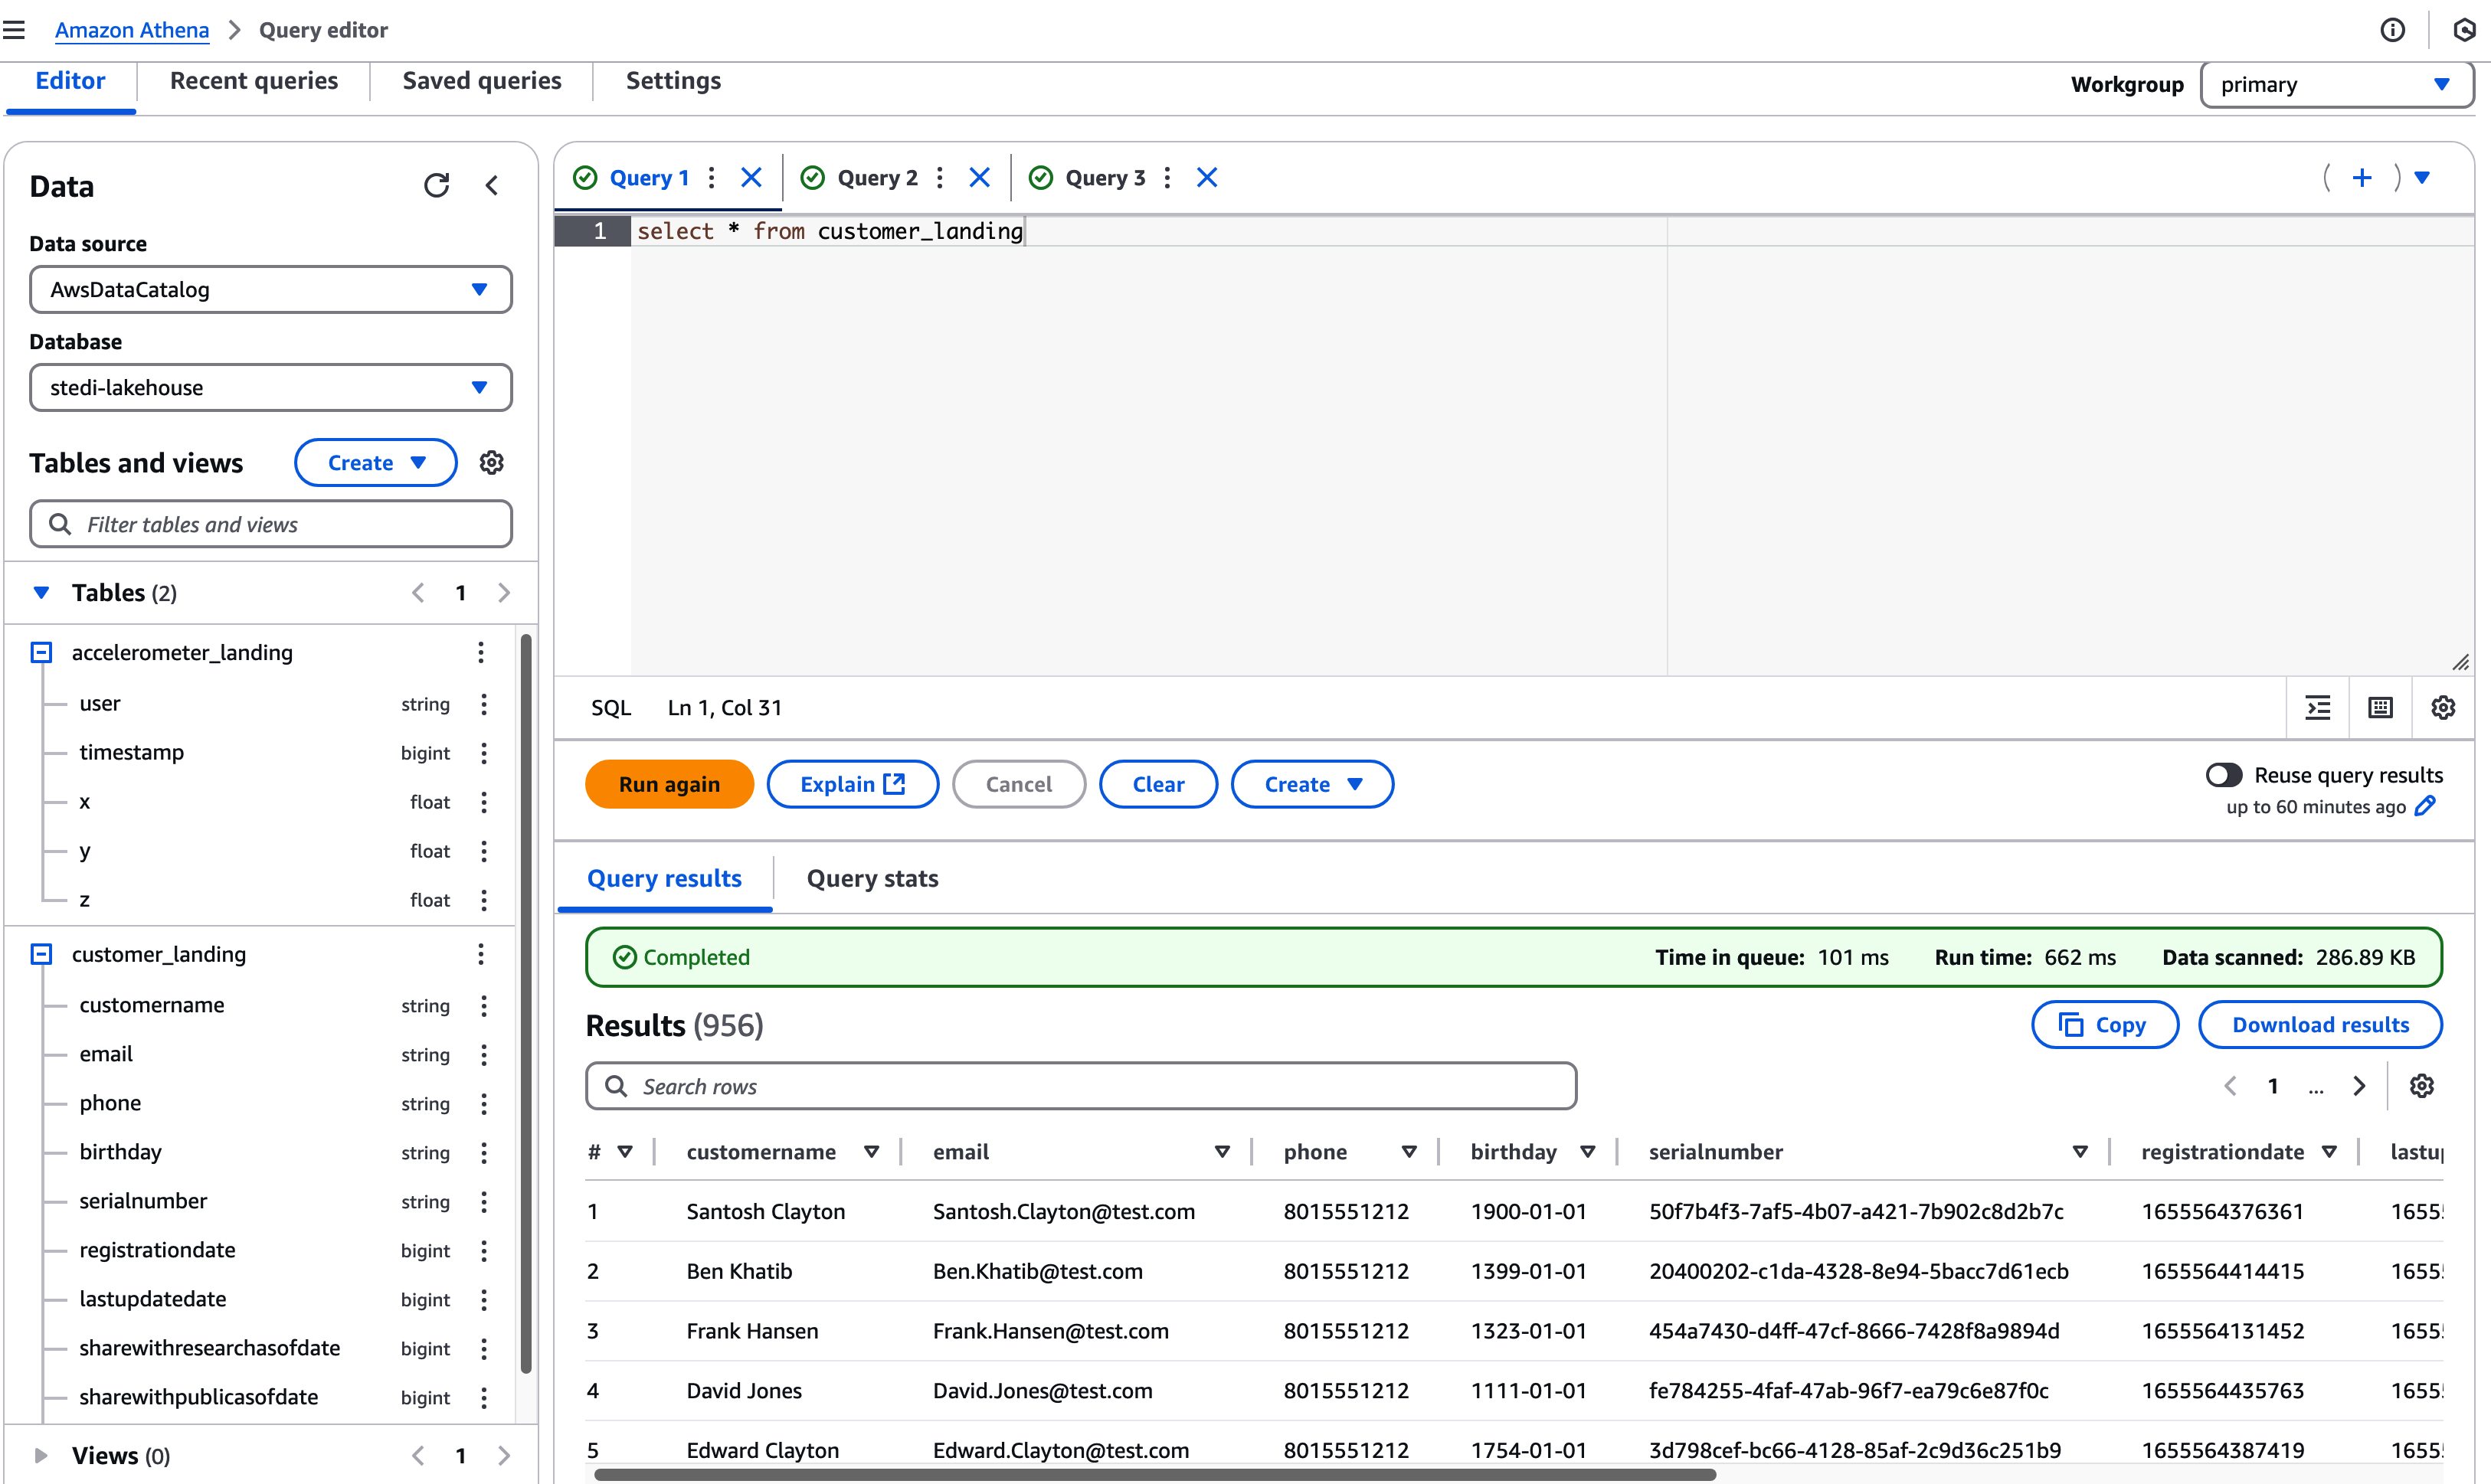 Amazon Athena > Query editor
Editor Recent queries Saved queries Settings
Workgroup primary
Data
Data source
AwsDataCatalog
Database
stedi-lakehouse
Tables and views Create
Filter tables and views
Tables (2) 1
accelerometer_landing
user string
timestamp bigint
x float
y float
z float
customer_landing
customername string
email string
phone string
birthday string
serialnumber string
registrationdate bigint
lastupdatedate bigint
sharewithresearchasofdate bigint
sharewithpublicasofdate bigint
Views (0) 1
Query 1 Query 2 Query 3
1 select * from customer_landing
SQL Ln 1, Col 31
Run again Explain Cancel Clear Create
Reuse query results
up to 60 minutes ago
Query results Query stats
Completed Time in queue: 101 ms Run time: 662 ms Data scanned: 286.89 KB
Results (956) Copy Download results
Search rows 1 ...
# customername email phone birthday serialnumber registrationdate lastup
1 Santosh Clayton Santosh.Clayton@test.com 8015551212 1900-01-01 50f7b4f3-7af5-4b07-a421-7b902c8d2b7c 1655564376361 1655
2 Ben Khatib Ben.Khatib@test.com 8015551212 1399-01-01 20400202-c1da-4328-8e94-5bacc7d61ecb 1655564414415 1655
3 Frank Hansen Frank.Hansen@test.com 8015551212 1323-01-01 454a7430-d4ff-47cf-8666-7428f8a9894d 1655564131452 1655
4 David Jones David.Jones@test.com 8015551212 1111-01-01 fe784255-4faf-47ab-96f7-ea79c6e87f0c 1655564435763 1655
5 Edward Clayton Edward.Clayton@test.com 8015551212 1754-01-01 3d798cef-bc66-4128-85af-2c9d36c251b9 1655564387419 1655